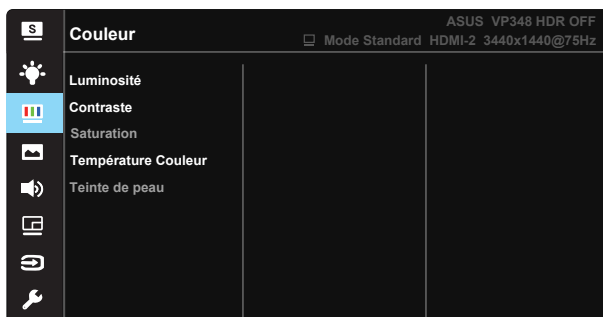 S
Couleur
ASUS VP348 HDR OFF
Mode Standard HDMI-2 3440x1440@75Hz
Luminosité
Contraste
Saturation
Température Couleur
Teinte de peau